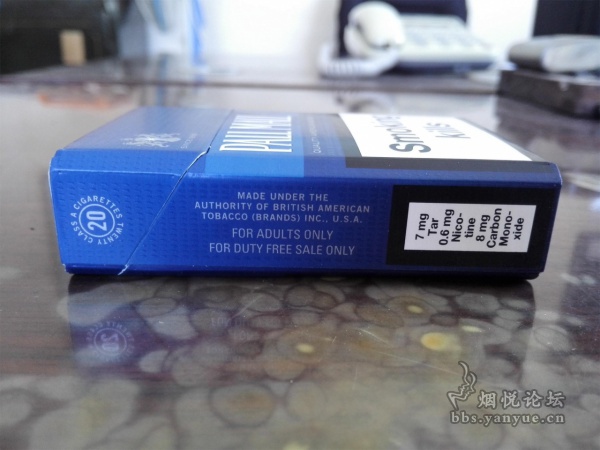 PALL MALL
Smoking
kills
20
TWENTY CLASS A CIGARETTES
MADE UNDER THE
AUTHORITY OF BRITISH AMERICAN
TOBACCO (BRANDS) INC., U.S.A.
FOR ADULTS ONLY
FOR DUTY FREE SALE ONLY
7 mg
Tar
0.6 mg
Nico-
tine
8 mg
Carbon
Mono-
xide
烟悦论坛
bbs.yanyue.cn